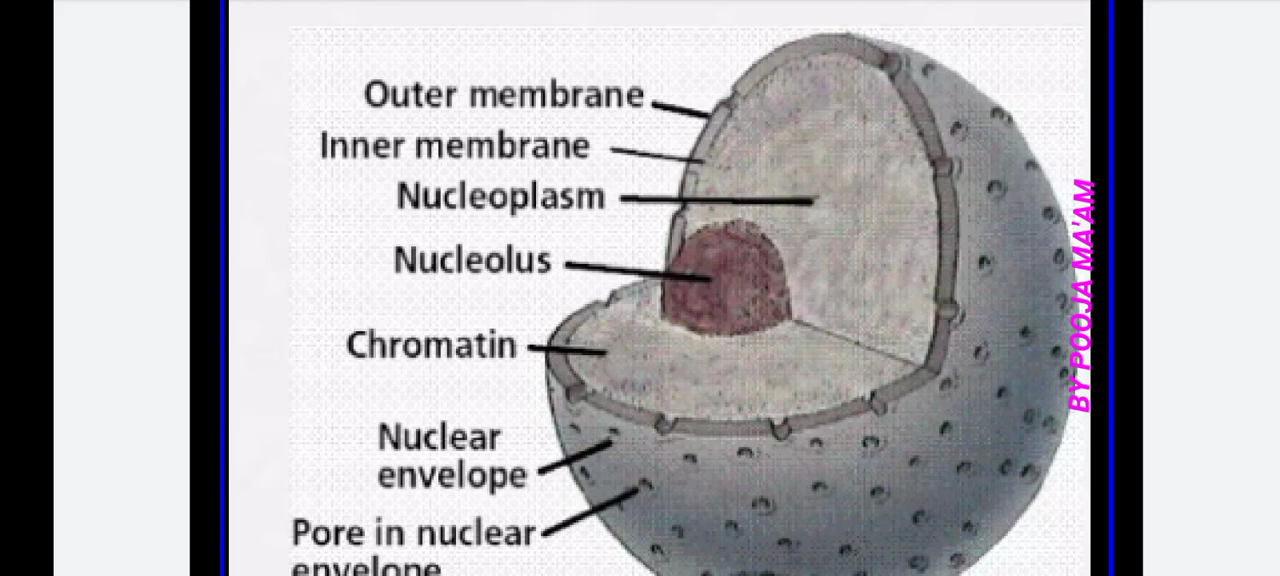 Outer membrane
Inner membrane
Nucleoplasm
Nucleolus
Chromatin
Nuclear
envelope
Pore in nuclear
envelope
BY POOJA MA'AM